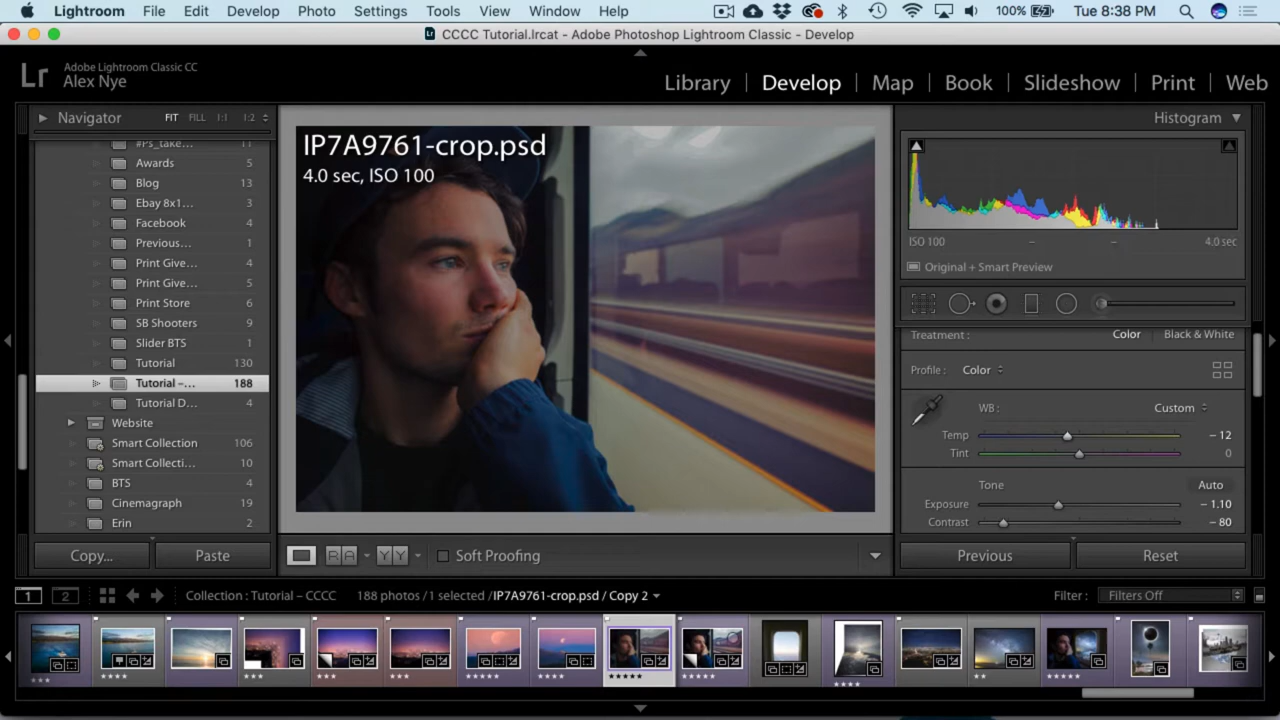 Lightroom File Edit Develop Photo Settings Tools View Window Help 100% Tue 8:38 PM
CCCC Tutorial.lrcat - Adobe Photoshop Lightroom Classic - Develop
Lr Adobe Lightroom Classic CC
Alex Nye
Library | Develop | Map | Book | Slideshow | Print | Web
Navigator FIT FILL 1:1 1:2
Histogram
#Ps_take... 11
Awards 5
Blog 13
Ebay 8x1... 3
Facebook 4
Previous... 1
Print Give... 4
Print Give... 5
Print Store 6
SB Shooters 9
Slider BTS 1
Tutorial 130
Tutorial –... 188
Tutorial D... 4
Website
Smart Collection 106
Smart Collecti... 10
BTS 4
Cinemagraph 19
Erin 2
IP7A9761-crop.psd
4.0 sec, ISO 100
ISO 100 – – 4.0 sec
Original + Smart Preview
Treatment : Color | Black & White
Profile : Color
WB : Custom
Temp – 12
Tint 0
Tone Auto
Exposure – 1.10
Contrast – 80
Copy... Paste
R A Y Y Soft Proofing
Previous Reset
1 2 Collection : Tutorial – CCCC 188 photos / 1 selected / IP7A9761-crop.psd / Copy 2 Filter : Filters Off